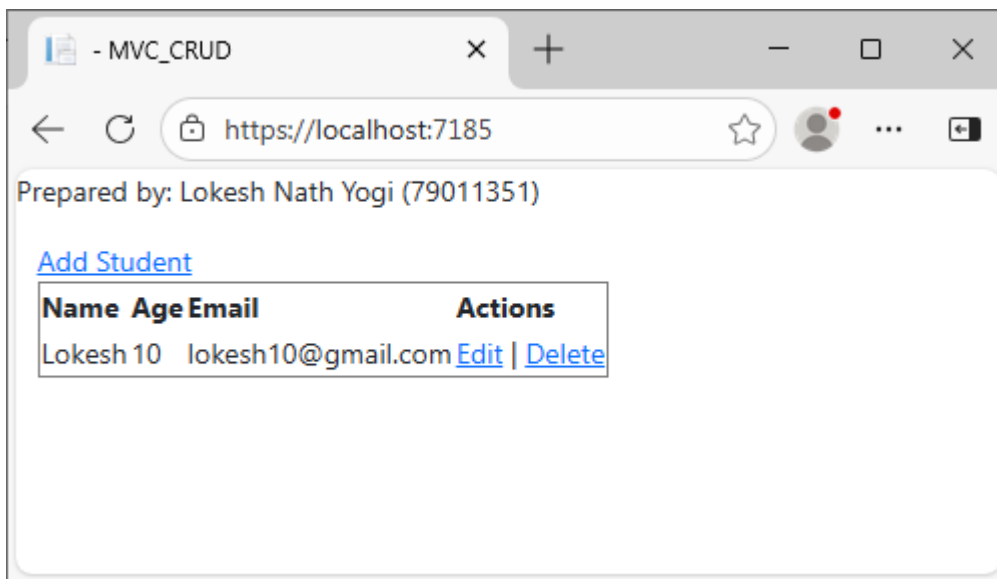 - MVC_CRUD
https://localhost:7185
Prepared by: Lokesh Nath Yogi (79011351)
Add Student
Name Age Email Actions
Lokesh 10 lokesh10@gmail.com Edit | Delete